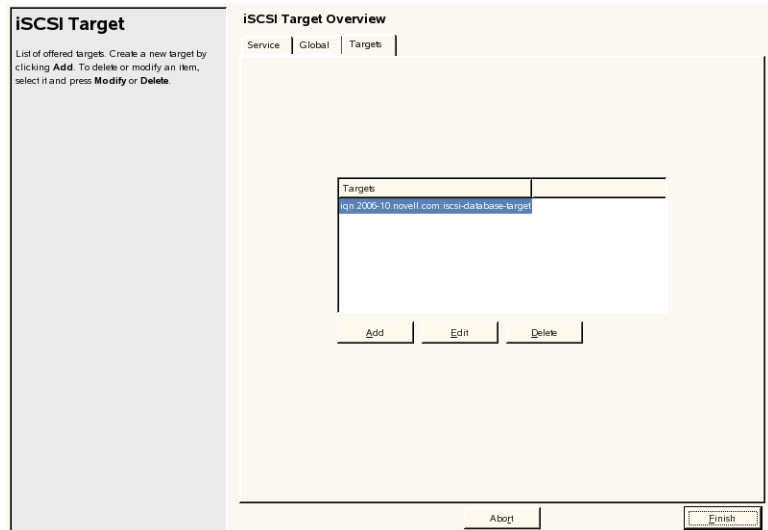 iSCSI Target
List of offered targets. Create a new target by
clicking Add. To delete or modify an item,
select it and press Modify or Delete.
iSCSI Target Overview
Service
Global
Targets
Targets
iqn.2006-10.novell.com:iscsi-database-target
Add
Edit
Delete
Abort
Finish